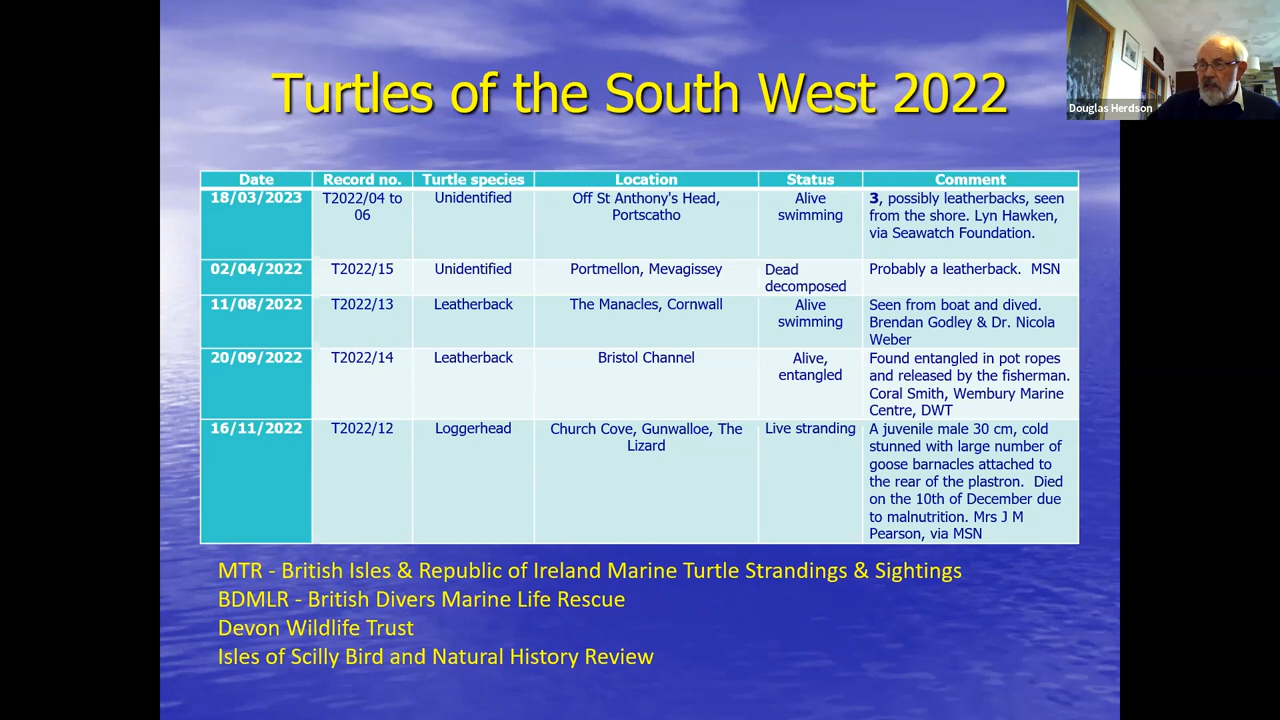 Turtles of the South West 2022
Douglas Herdson
Date Record no. Turtle species Location Status Comment
18/03/2023 T2022/04 to 06 Unidentified Off St Anthony's Head, Portscatho Alive swimming 3, possibly leatherbacks, seen from the shore. Lyn Hawken, via Seawatch Foundation.
02/04/2022 T2022/15 Unidentified Portmellon, Mevagissey Dead decomposed Probably a leatherback. MSN
11/08/2022 T2022/13 Leatherback The Manacles, Cornwall Alive swimming Seen from boat and dived. Brendan Godley & Dr. Nicola Weber
20/09/2022 T2022/14 Leatherback Bristol Channel Alive, entangled Found entangled in pot ropes and released by the fisherman. Coral Smith, Wembury Marine Centre, DWT
16/11/2022 T2022/12 Loggerhead Church Cove, Gunwalloe, The Lizard Live stranding A juvenile male 30 cm, cold stunned with large number of goose barnacles attached to the rear of the plastron. Died on the 10th of December due to malnutrition. Mrs J M Pearson, via MSN
MTR - British Isles & Republic of Ireland Marine Turtle Strandings & Sightings
BDMLR - British Divers Marine Life Rescue
Devon Wildlife Trust
Isles of Scilly Bird and Natural History Review